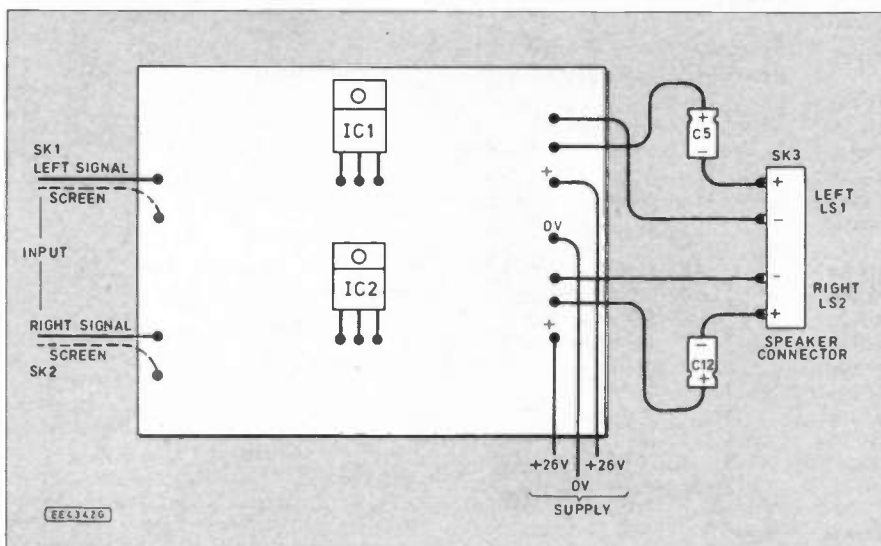 SK1
LEFT SIGNAL
SCREEN
INPUT
RIGHT SIGNAL
SCREEN
SK2
IC1
IC2
+
0V
+
+26V +26V
0V
SUPPLY
+
C5
−
SK3
+
−
LEFT
LS1
−
+
RIGHT
LS2
SPEAKER
CONNECTOR
−
C12
+
EE4342G